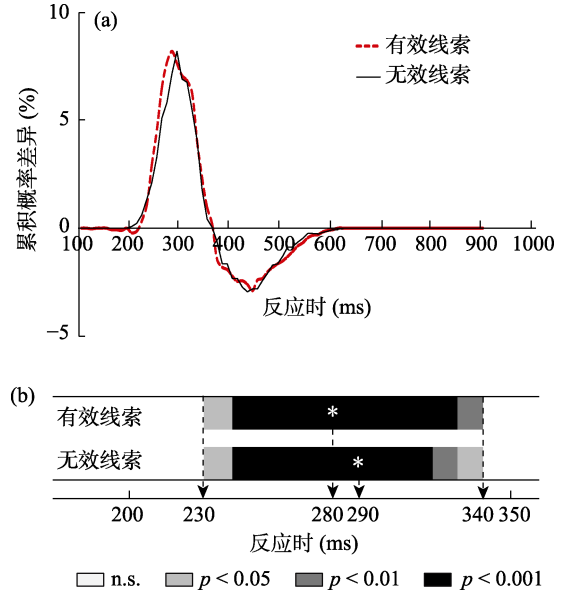 (a)
10
5
0
−5
累积概率差异 (%)
有效线索
无效线索
100 200 300 400 500 600 700 800 900 1000
反应时 (ms)
(b)
有效线索
*
无效线索
*
200 230 280 290 340 350
反应时 (ms)
n.s. p < 0.05 p < 0.01 p < 0.001